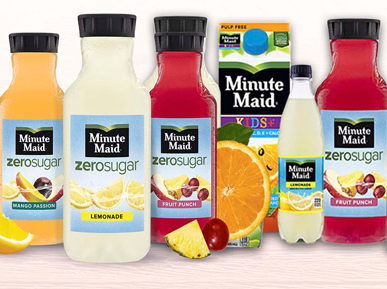 Minute
Maid
zerosugar
MANGO PASSION
Minute
Maid
zerosugar
LEMONADE
Minute
Maid
zerosugar
FRUIT PUNCH
PULP FREE
Minute
Maid
KIDS+
Minute
Maid
LEMONADE
Minute
Maid
zerosugar
FRUIT PUNCH